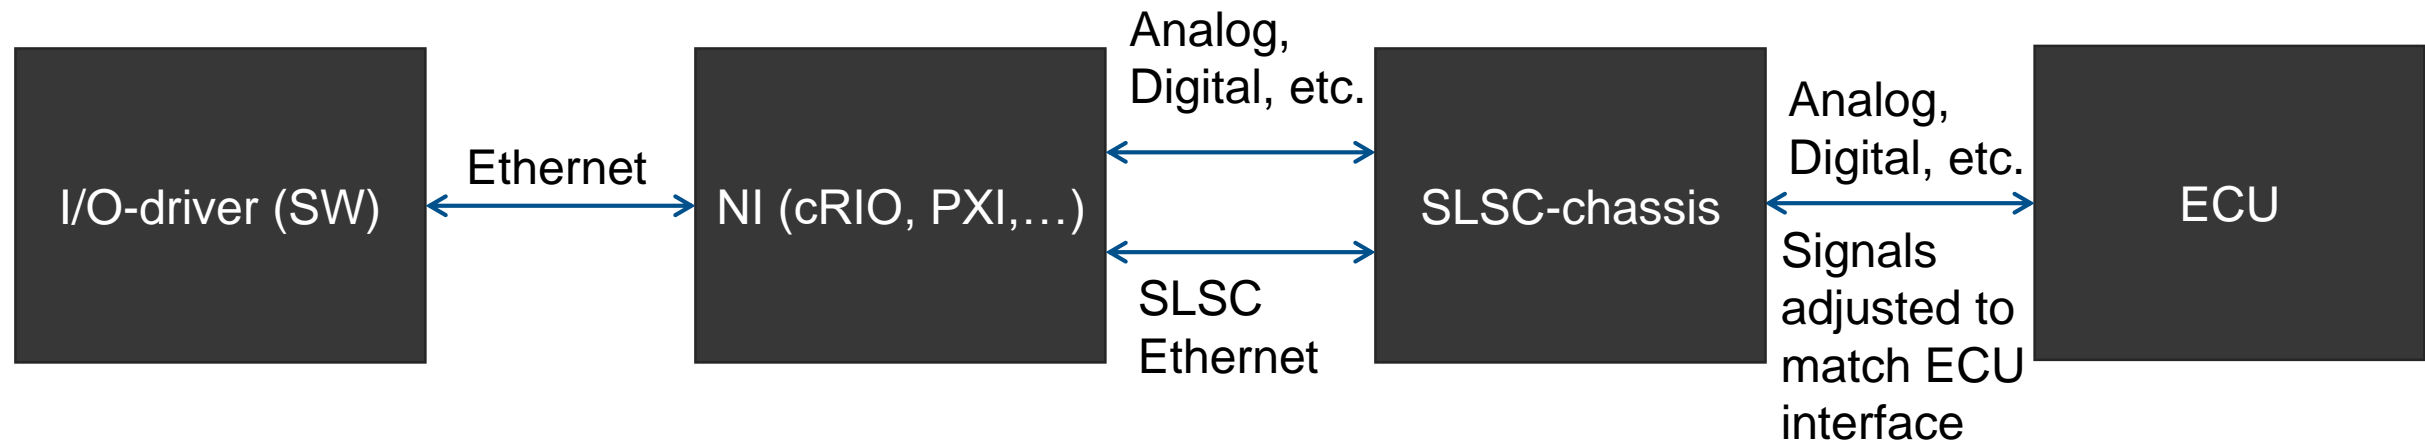 I/O-driver (SW)
Ethernet
NI (cRIO, PXI,…)
Analog,
Digital, etc.
SLSC
Ethernet
SLSC-chassis
Analog,
Digital, etc.
Signals
adjusted to
match ECU
interface
ECU